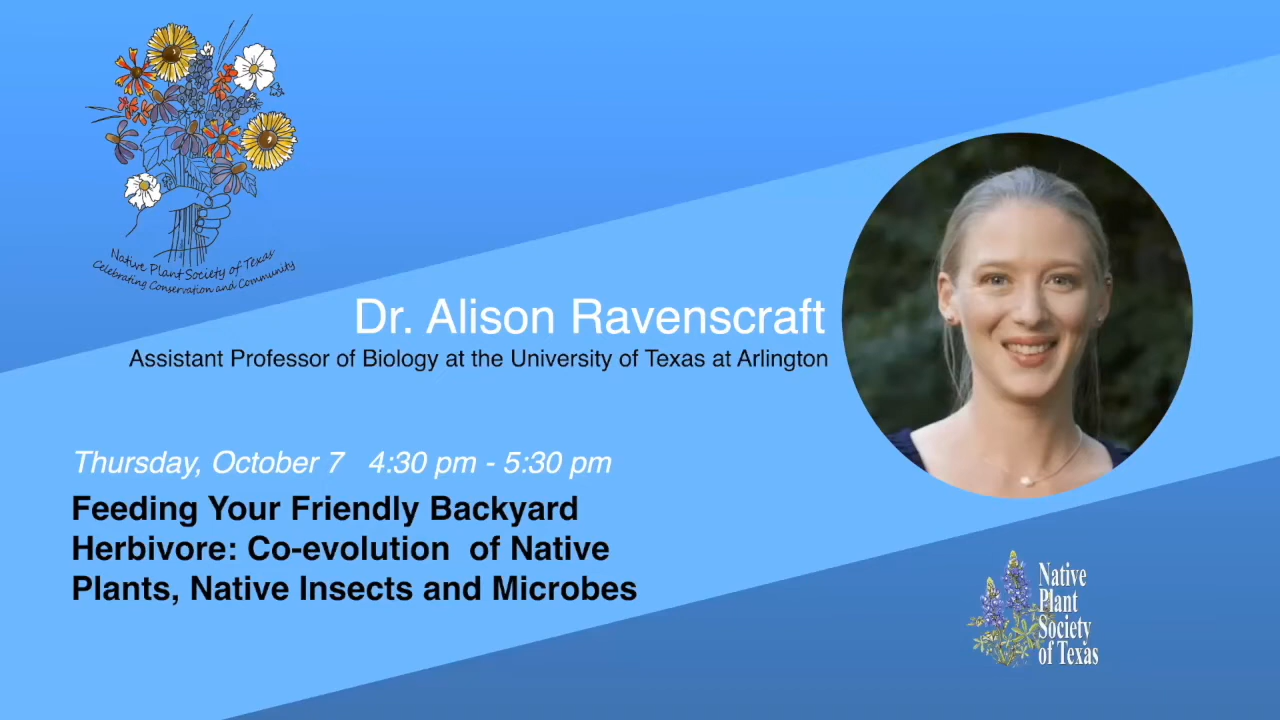 Native Plant Society of Texas
Celebrating Conservation and Community
Dr. Alison Ravenscraft
Assistant Professor of Biology at the University of Texas at Arlington
Thursday, October 7   4:30 pm - 5:30 pm
Feeding Your Friendly Backyard
Herbivore: Co-evolution  of Native
Plants, Native Insects and Microbes
Native
Plant
Society
of Texas